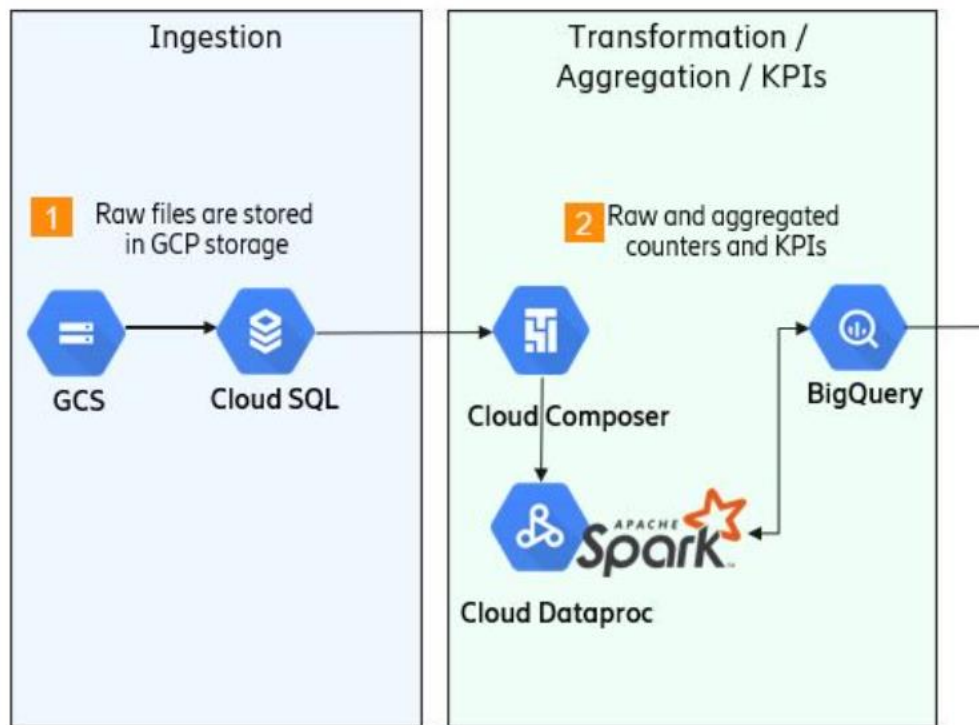 Ingestion
1
Raw files are stored
in GCP storage
GCS
Cloud SQL
Transformation /
Aggregation / KPIs
2
Raw and aggregated
counters and KPIs
Cloud Composer
BigQuery
APACHE
Spark
Cloud Dataproc